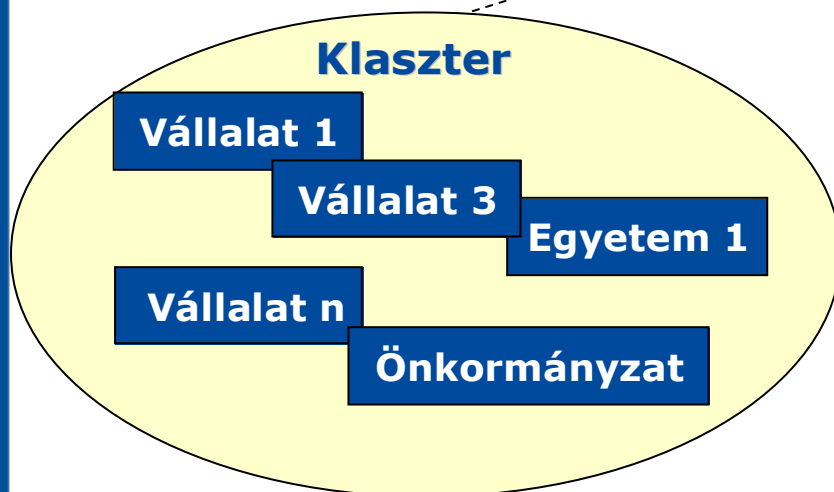 Klaszter
Vállalat 1
Vállalat 3
Egyetem 1
Vállalat n
Önkormányzat